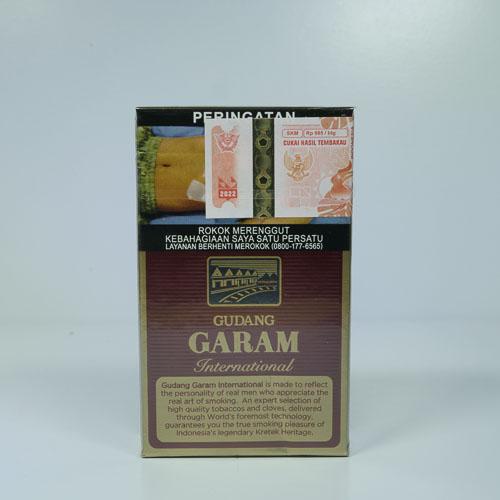 PERINGATAN
SKM Rp 985 / btg
CUKAI HASIL TEMBAKAU
2022
ROKOK MERENGGUT
KEBAHAGIAAN SAYA SATU PERSATU
LAYANAN BERHENTI MEROKOK (0800-177-6565)
GUDANG
GARAM
International
Gudang Garam International is made to reflect
the personality of real men who appreciate the
real art of smoking. An expert selection of
high quality tobaccos and cloves, delivered
through World's foremost technology,
guarantees you the true smoking pleasure of
Indonesia's legendary Kretek Heritage.